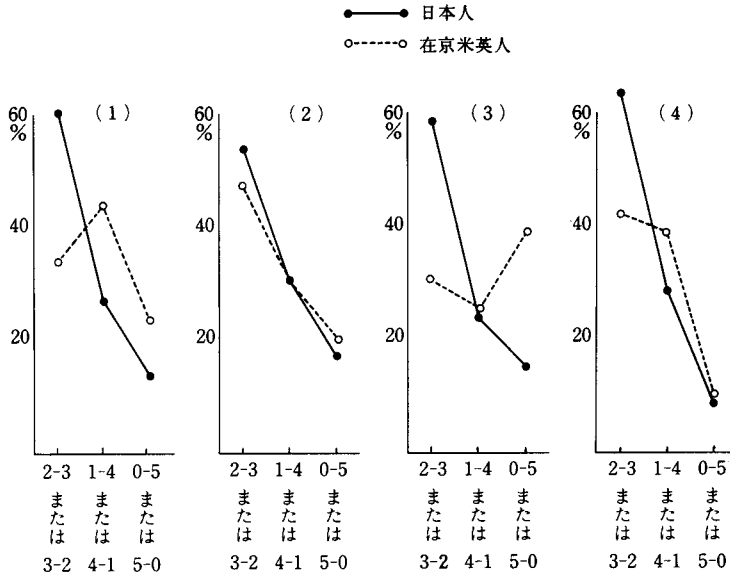 日本人
在京米英人
60 (1) 60 (2) 60 (3) 60 (4)
% % % %
40 40 40 40
20 20 20 20
2-3 1-4 0-5 2-3 1-4 0-5 2-3 1-4 0-5 2-3 1-4 0-5
または または または または または または または または または または または または
3-2 4-1 5-0 3-2 4-1 5-0 3-2 4-1 5-0 3-2 4-1 5-0